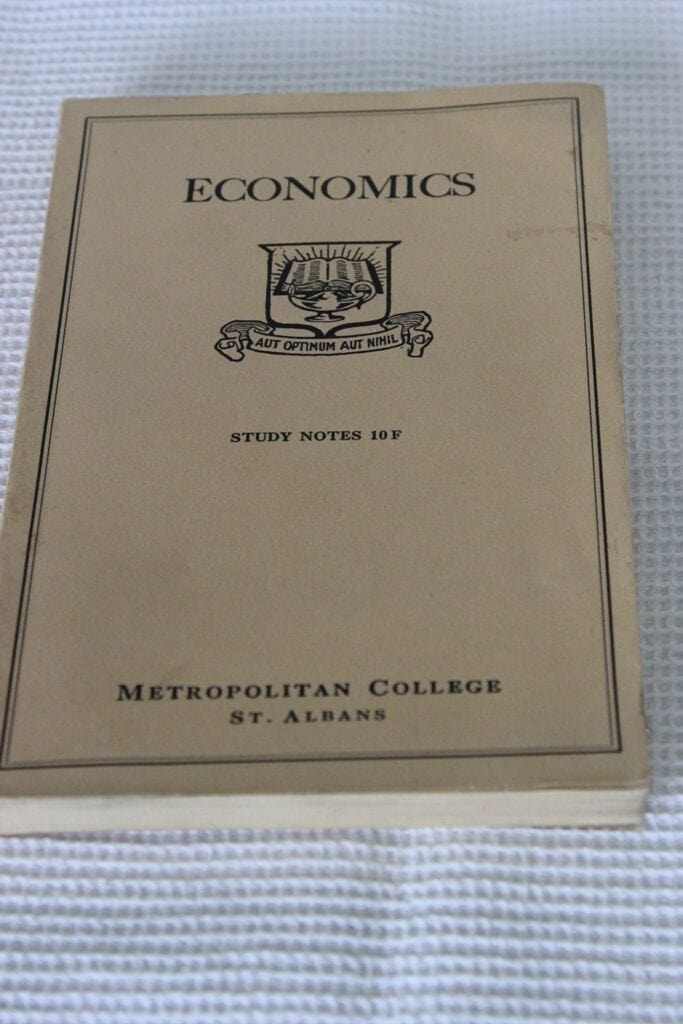 ECONOMICS
AUT OPTIMUM AUT NIHIL
STUDY NOTES 10 F
METROPOLITAN COLLEGE
ST. ALBANS